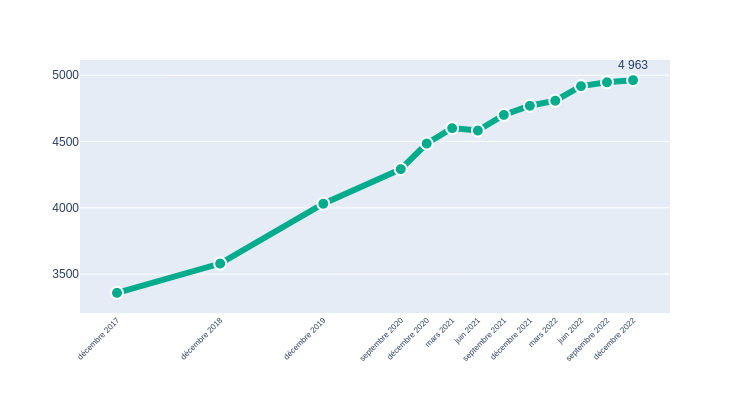 4 963
5000
4500
4000
3500
décembre 2017
décembre 2018
décembre 2019
septembre 2020
décembre 2020
mars 2021
juin 2021
septembre 2021
décembre 2021
mars 2022
juin 2022
septembre 2022
décembre 2022